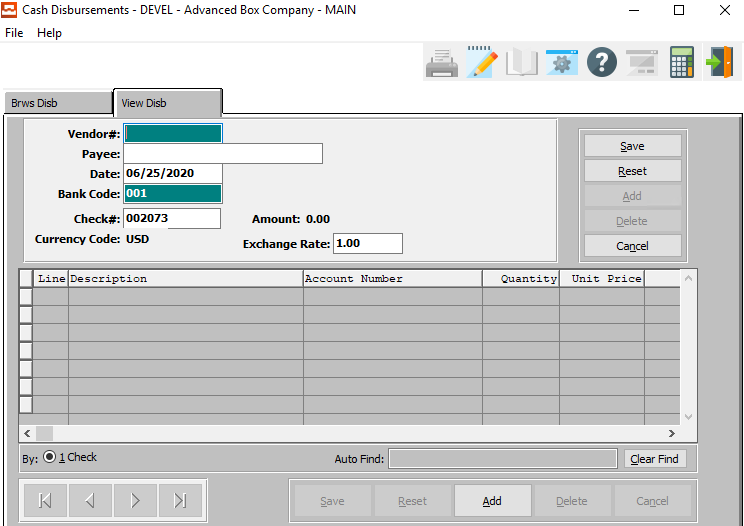 Cash Disbursements - DEVEL - Advanced Box Company - MAIN
File Help
Brws Disb View Disb
Vendor#:
Payee:
Date: 06/25/2020
Bank Code: 001
Check#: 002073 Amount: 0.00
Currency Code: USD Exchange Rate: 1.00
Save
Reset
Add
Delete
Cancel
Line Description Account Number Quantity Unit Price
By: 1 Check Auto Find: Clear Find
Save Reset Add Delete Cancel